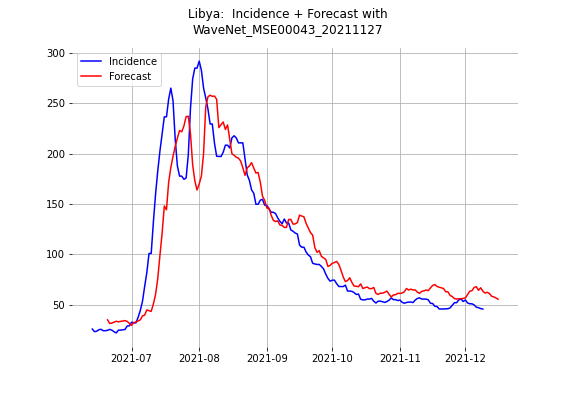 Libya:  Incidence + Forecast with
WaveNet_MSE00043_20211127
300
Incidence
Forecast
250
200
150
100
50
2021-07 2021-08 2021-09 2021-10 2021-11 2021-12